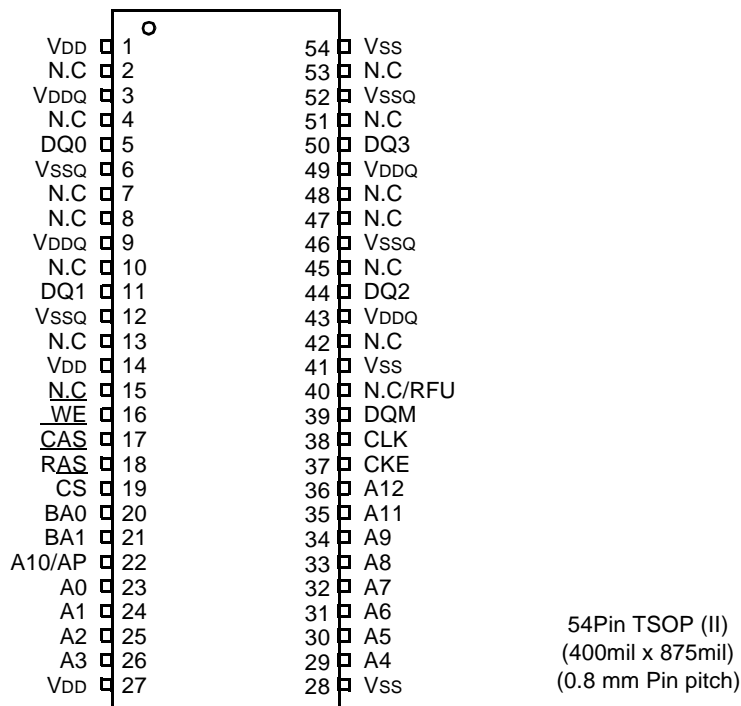 VDD 1 54 VSS
N.C 2 53 N.C
VDDQ 3 52 VSSQ
N.C 4 51 N.C
DQ0 5 50 DQ3
VSSQ 6 49 VDDQ
N.C 7 48 N.C
N.C 8 47 N.C
VDDQ 9 46 VSSQ
N.C 10 45 N.C
DQ1 11 44 DQ2
VSSQ 12 43 VDDQ
N.C 13 42 N.C
VDD 14 41 VSS
N.C 15 40 N.C/RFU
WE 16 39 DQM
CAS 17 38 CLK
RAS 18 37 CKE
CS 19 36 A12
BA0 20 35 A11
BA1 21 34 A9
A10/AP 22 33 A8
A0 23 32 A7
A1 24 31 A6
A2 25 30 A5
A3 26 29 A4
VDD 27 28 VSS
54Pin TSOP (II)
(400mil x 875mil)
(0.8 mm Pin pitch)